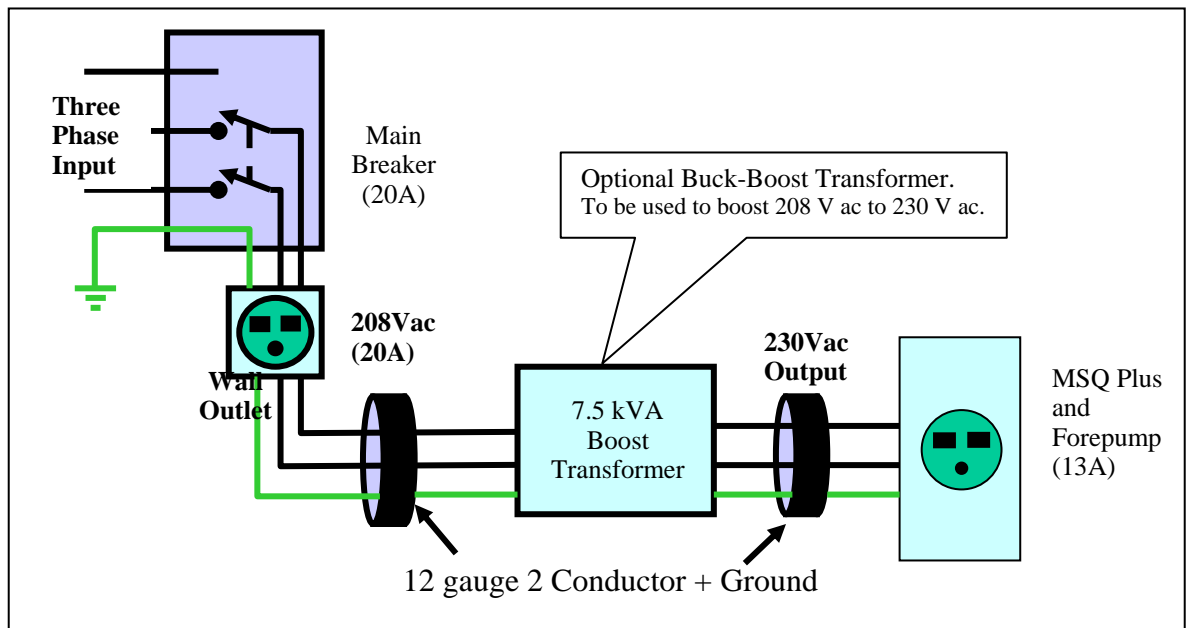 Three
Phase
Input
Main
Breaker
(20A)
Optional Buck-Boost Transformer.
To be used to boost 208 V ac to 230 V ac.
208Vac
(20A)
Wall
Outlet
7.5 kVA
Boost
Transformer
230Vac
Output
MSQ Plus
and
Forepump
(13A)
12 gauge 2 Conductor + Ground